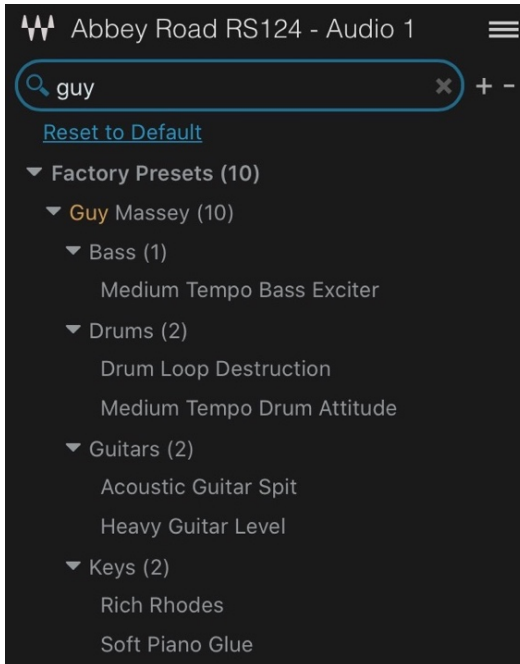 Abbey Road RS124 - Audio 1
guy
Reset to Default
Factory Presets (10)
Guy Massey (10)
Bass (1)
Medium Tempo Bass Exciter
Drums (2)
Drum Loop Destruction
Medium Tempo Drum Attitude
Guitars (2)
Acoustic Guitar Spit
Heavy Guitar Level
Keys (2)
Rich Rhodes
Soft Piano Glue